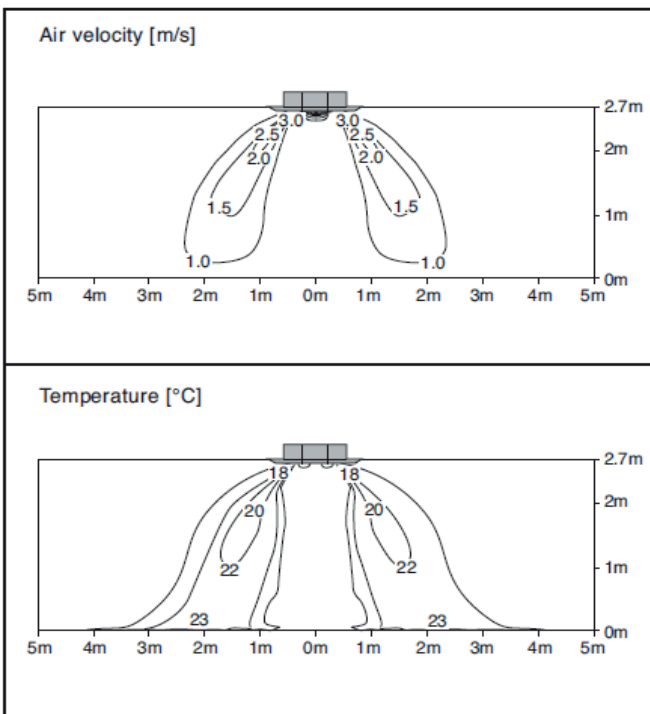 Air velocity [m/s]
3.0 3.0 2.7m
2.5 2.5
2.0 2.0 2m
1.5 1.5 1m
1.0 1.0
0m
5m 4m 3m 2m 1m 0m 1m 2m 3m 4m 5m
Temperature [°C]
2.7m
18 18
2m
20 20
22 22 1m
23 23
0m
5m 4m 3m 2m 1m 0m 1m 2m 3m 4m 5m